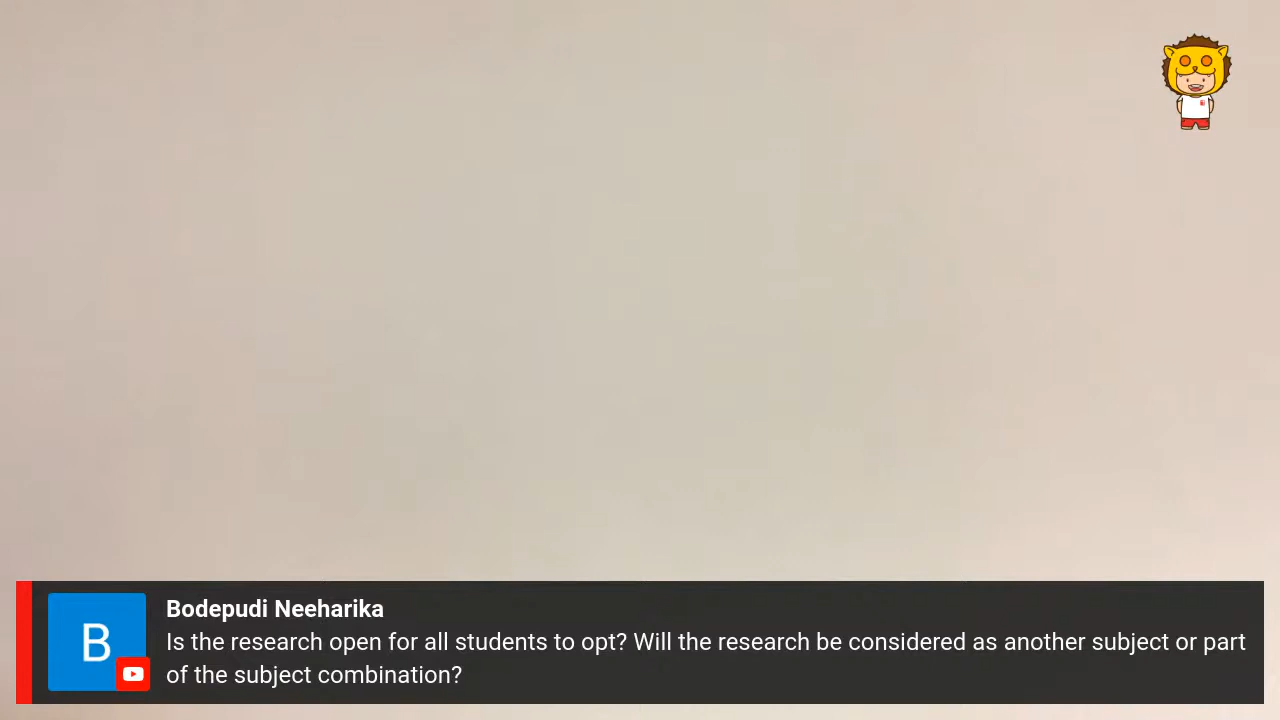 Bodepudi Neeharika
Is the research open for all students to opt? Will the research be considered as another subject or part
of the subject combination?
B